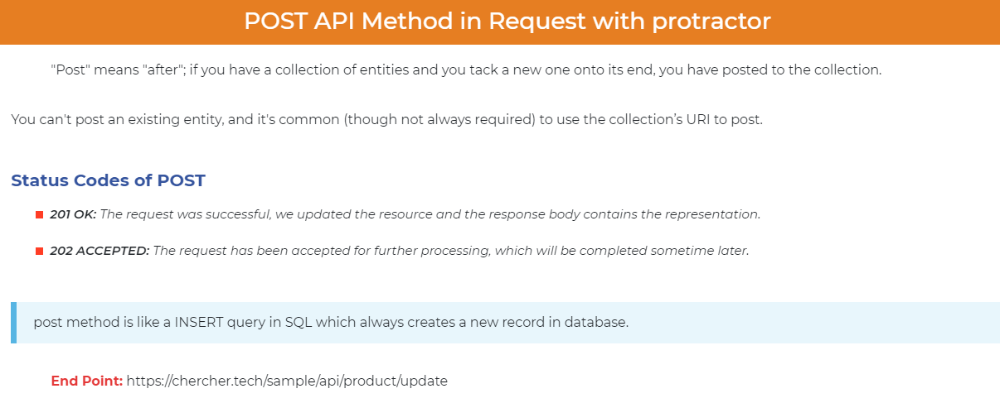 POST API Method in Request with protractor
"Post" means "after"; if you have a collection of entities and you tack a new one onto its end, you have posted to the collection.
You can't post an existing entity, and it's common (though not always required) to use the collection’s URI to post.
Status Codes of POST
201 OK: The request was successful, we updated the resource and the response body contains the representation.
202 ACCEPTED: The request has been accepted for further processing, which will be completed sometime later.
post method is like a INSERT query in SQL which always creates a new record in database.
End Point: https://chercher.tech/sample/api/product/update